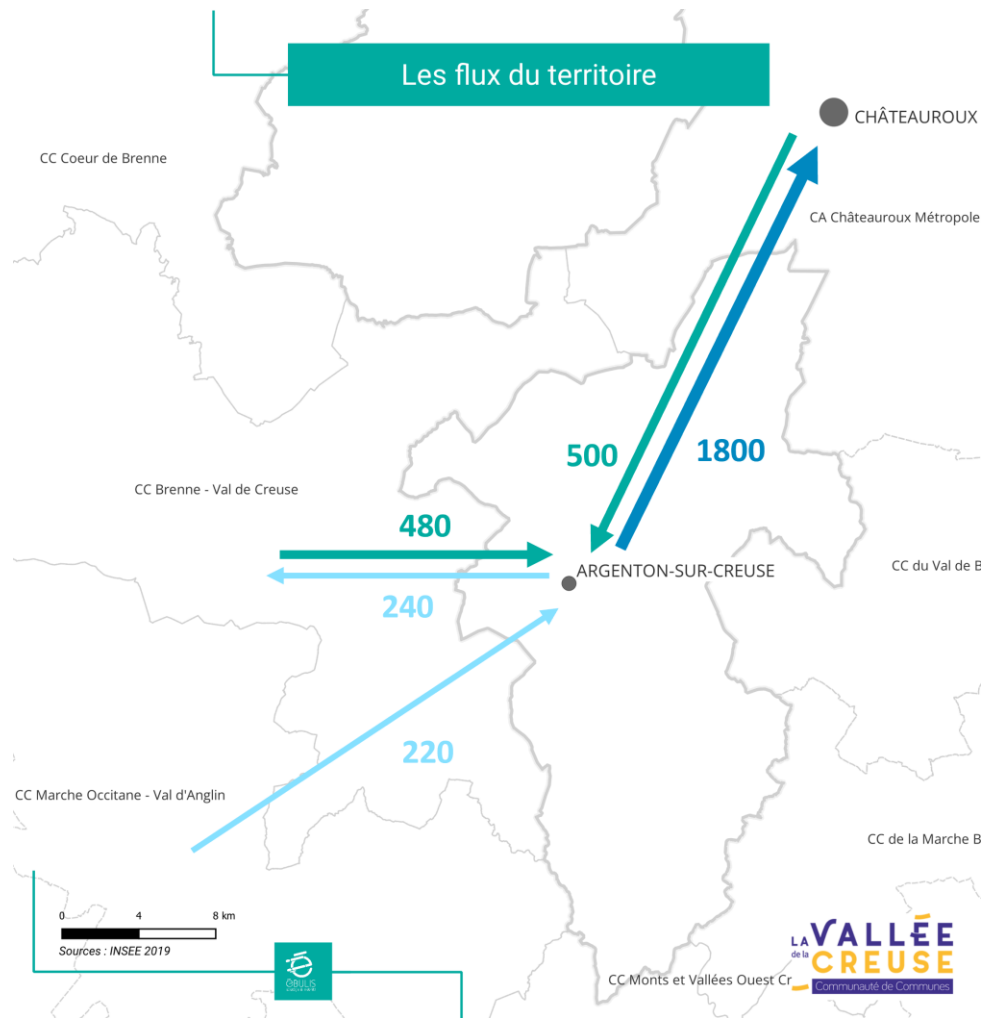 Les flux du territoire
CHÂTEAUROUX
CC Coeur de Brenne
CA Châteauroux Métropole
500
1800
CC Brenne - Val de Creuse
480
ARGENTON-SUR-CREUSE
CC du Val de B
240
220
CC Marche Occitane - Val d'Anglin
CC de la Marche B
0 4 8 km
Sources : INSEE 2019
LA VALLÉE
de la CREUSE
Communauté de Communes
CC Monts et Vallées Ouest Cr